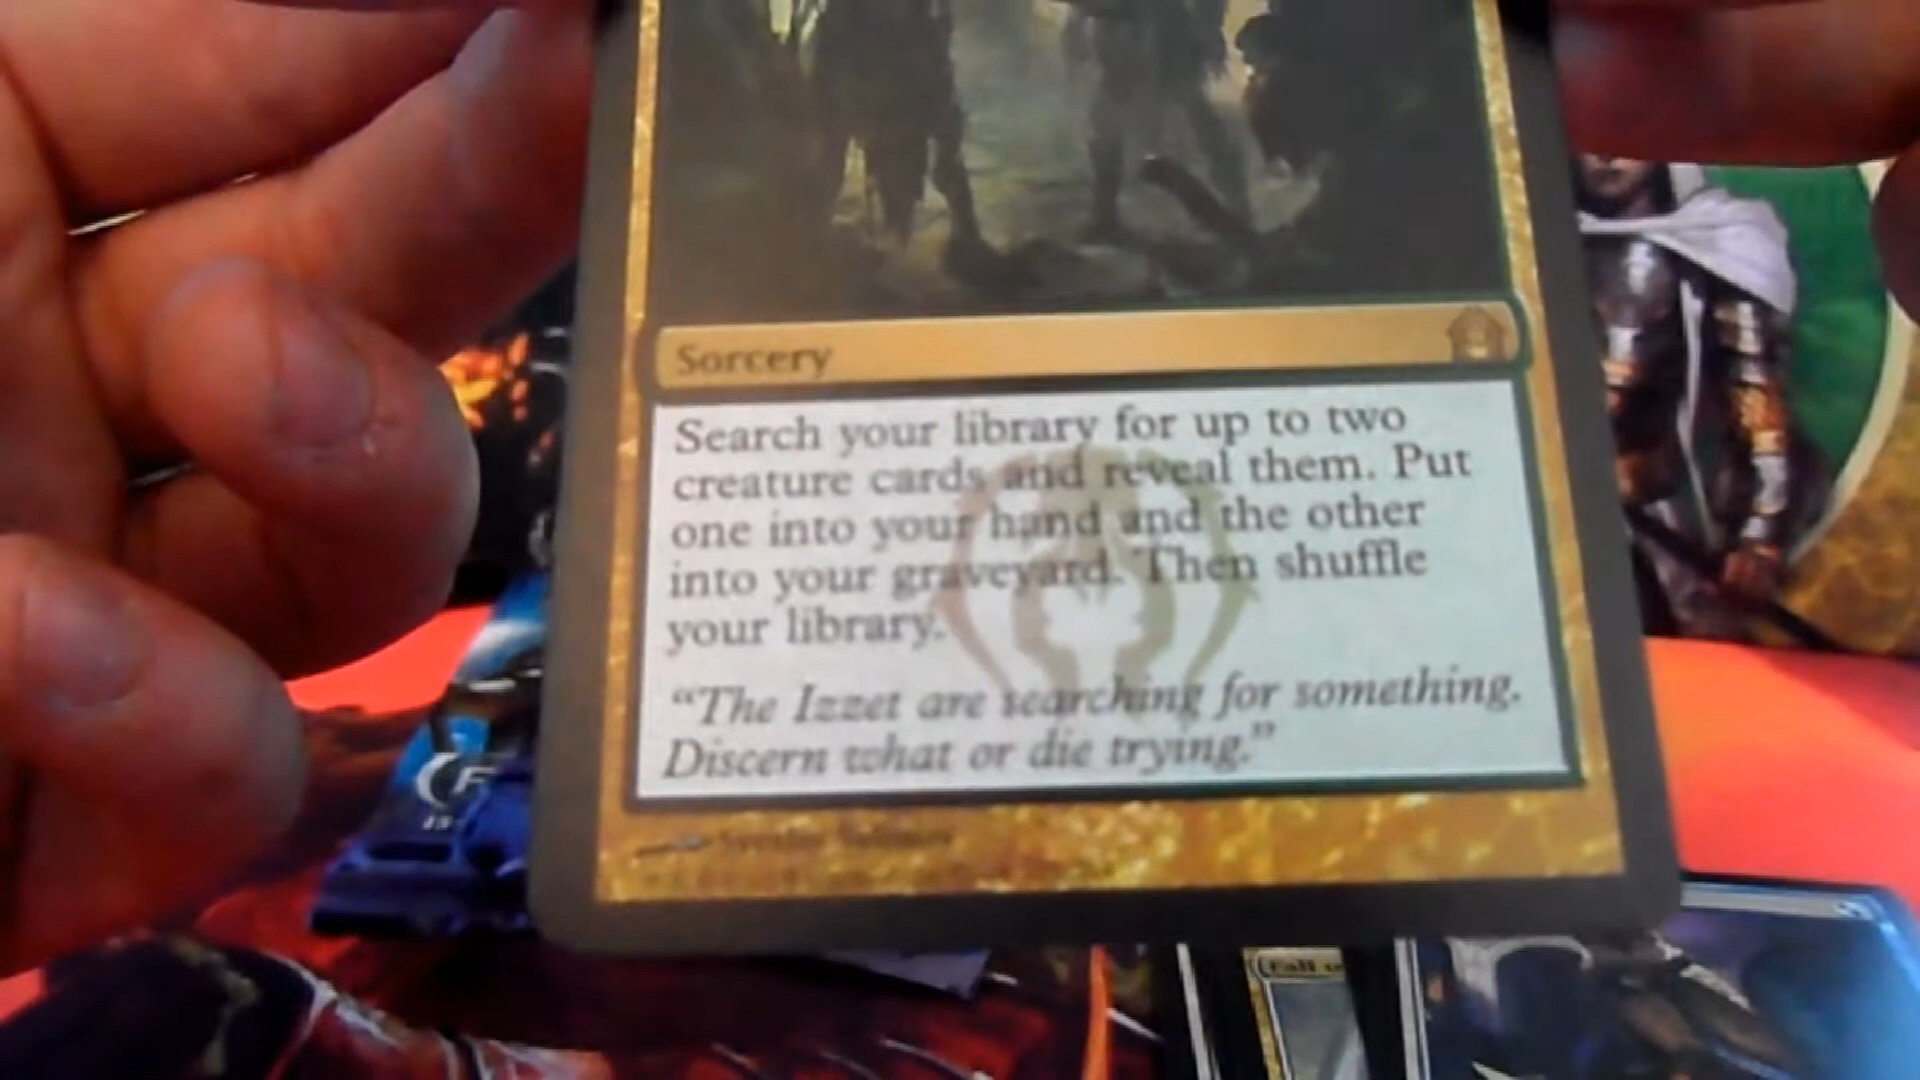 Sorcery
Search your library for up to two
creature cards and reveal them. Put
one into your hand and the other
into your graveyard. Then shuffle
your library.
“The Izzet are searching for something.
Discern what or die trying.”
Fall